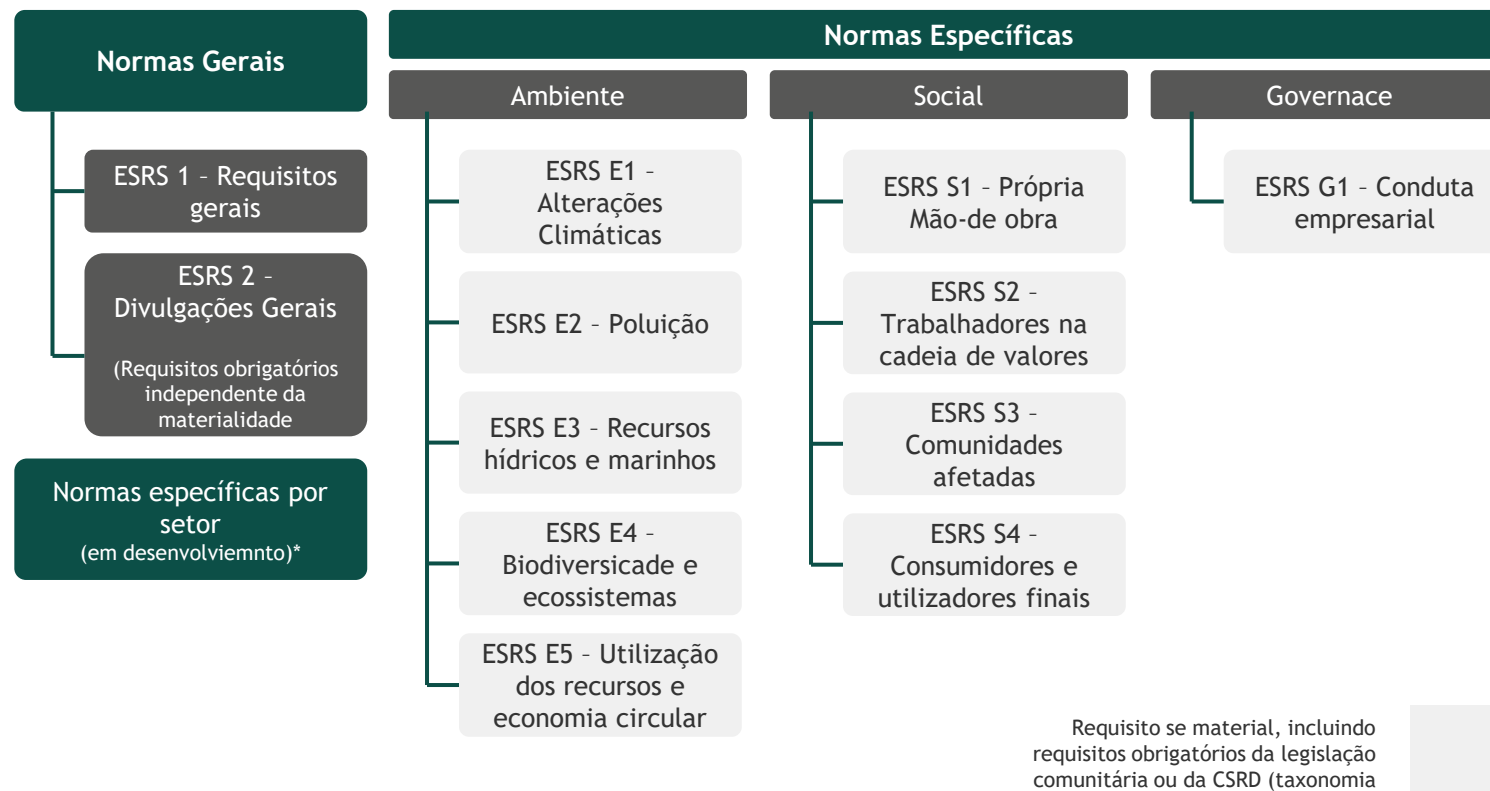 Normas Gerais
ESRS 1 – Requisitos
gerais
ESRS 2 –
Divulgações Gerais
(Requisitos obrigatórios
independente da
materialidade
Normas específicas por
setor
(em desenvolviemnto)*
Normas Específicas
Ambiente
ESRS E1 –
Alterações
Climáticas
ESRS E2 – Poluição
ESRS E3 – Recursos
hídricos e marinhos
ESRS E4 –
Biodiversicade e
ecossistemas
ESRS E5 – Utilização
dos recursos e
economia circular
Social
ESRS S1 – Própria
Mão-de obra
ESRS S2 –
Trabalhadores na
cadeia de valores
ESRS S3 –
Comunidades
afetadas
ESRS S4 –
Consumidores e
utilizadores finais
Governace
ESRS G1 – Conduta
empresarial
Requisito se material, incluindo
requisitos obrigatórios da legislação
comunitária ou da CSRD (taxonomia